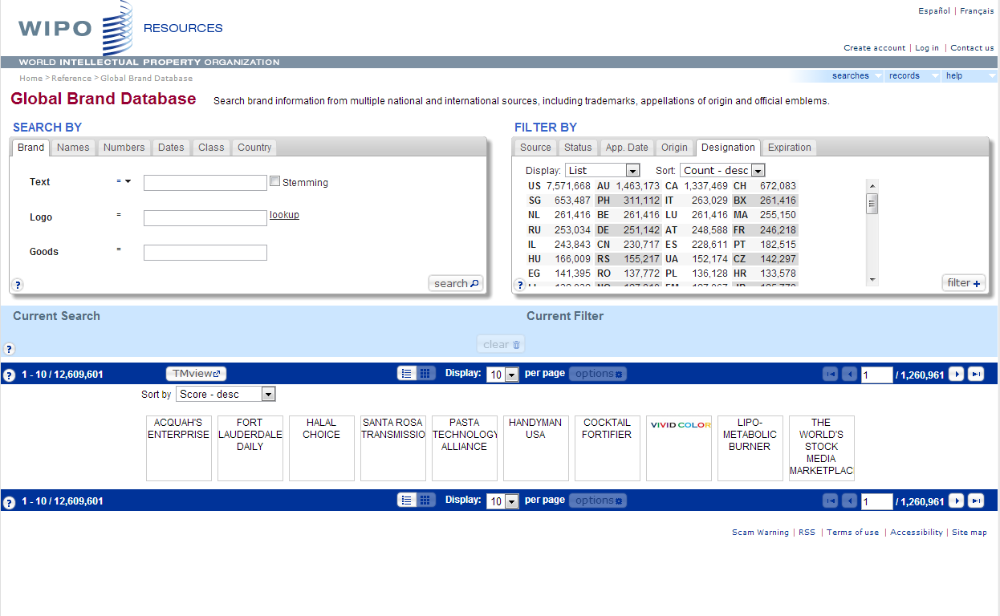 Español | Français
WIPO RESOURCES
Create account | Log in | Contact us
WORLD INTELLECTUAL PROPERTY ORGANIZATION
Home > Reference > Global Brand Database
searches records help
Global Brand Database Search brand information from multiple national and international sources, including trademarks, appellations of origin and official emblems.
SEARCH BY
Brand Names Numbers Dates Class Country
Text = Stemming
Logo = lookup
Goods =
? search
FILTER BY
Source Status App. Date Origin Designation Expiration
Display: List Sort: Count - desc
US 7,571,668 AU 1,463,173 CA 1,337,469 CH 672,083
SG 653,487 PH 311,112 IT 263,029 BX 261,416
NL 261,416 BE 261,416 LU 261,416 MA 255,150
RU 253,034 DE 251,142 AT 248,588 FR 246,218
IL 243,843 CN 230,717 ES 228,611 PT 182,515
HU 166,009 RS 155,217 UA 152,174 CZ 142,297
EG 141,395 RO 137,772 PL 136,128 HR 133,578
? filter +
Current Search Current Filter
clear
?
? 1 - 10 / 12,609,601 TMview Display: 10 per page options 1 / 1,260,961
Sort by Score - desc
ACQUAH'S
ENTERPRISE
FORT
LAUDERDALE
DAILY
HALAL
CHOICE
SANTA ROSA
TRANSMISSIO
PASTA
TECHNOLOGY
ALLIANCE
HANDYMAN
USA
COCKTAIL
FORTIFIER
VIVID COLOR
LIPO-
METABOLIC
BURNER
THE
WORLD'S
STOCK
MEDIA
MARKETPLAC
? 1 - 10 / 12,609,601 Display: 10 per page options 1 / 1,260,961
Scam Warning | RSS | Terms of use | Accessibility | Site map